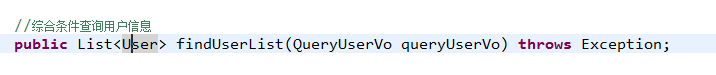 //综合条件查询用户信息
public List<User> findUserList(QueryUserVo queryUserVo) throws Exception;